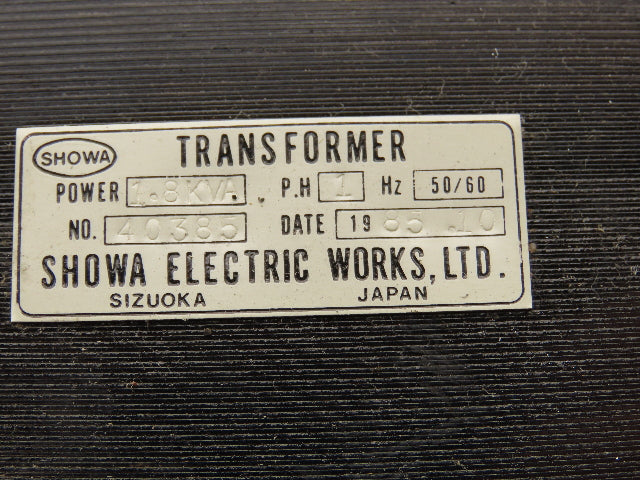 SHOWA TRANSFORMER
POWER 1.8KVA. P.H 1 Hz 50/60
NO. 40385 DATE 1985.10
SHOWA ELECTRIC WORKS, LTD.
SIZUOKA JAPAN